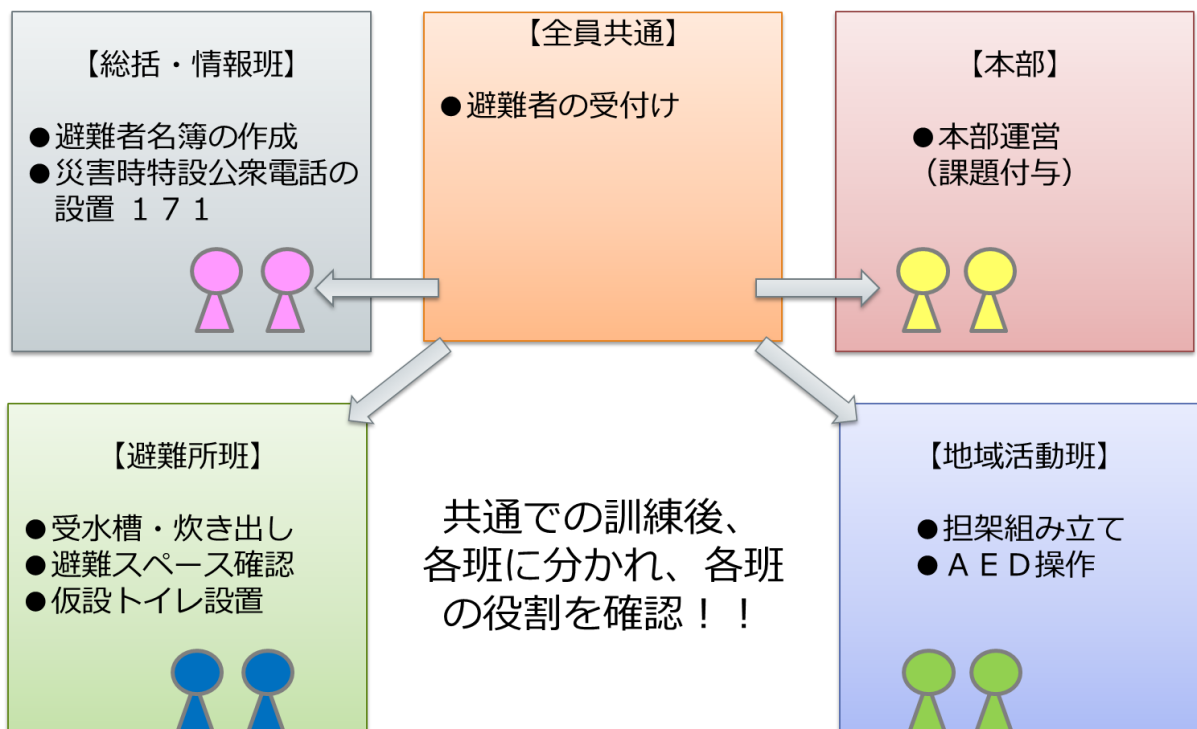 【総括・情報班】
●避難者名簿の作成
●災害時特設公衆電話の
設置 １７１
【全員共通】
●避難者の受付け
【本部】
●本部運営
（課題付与）
【避難所班】
●受水槽・炊き出し
●避難スペース確認
●仮設トイレ設置
共通での訓練後、
各班に分かれ、各班
の役割を確認！！
【地域活動班】
●担架組み立て
●ＡＥＤ操作